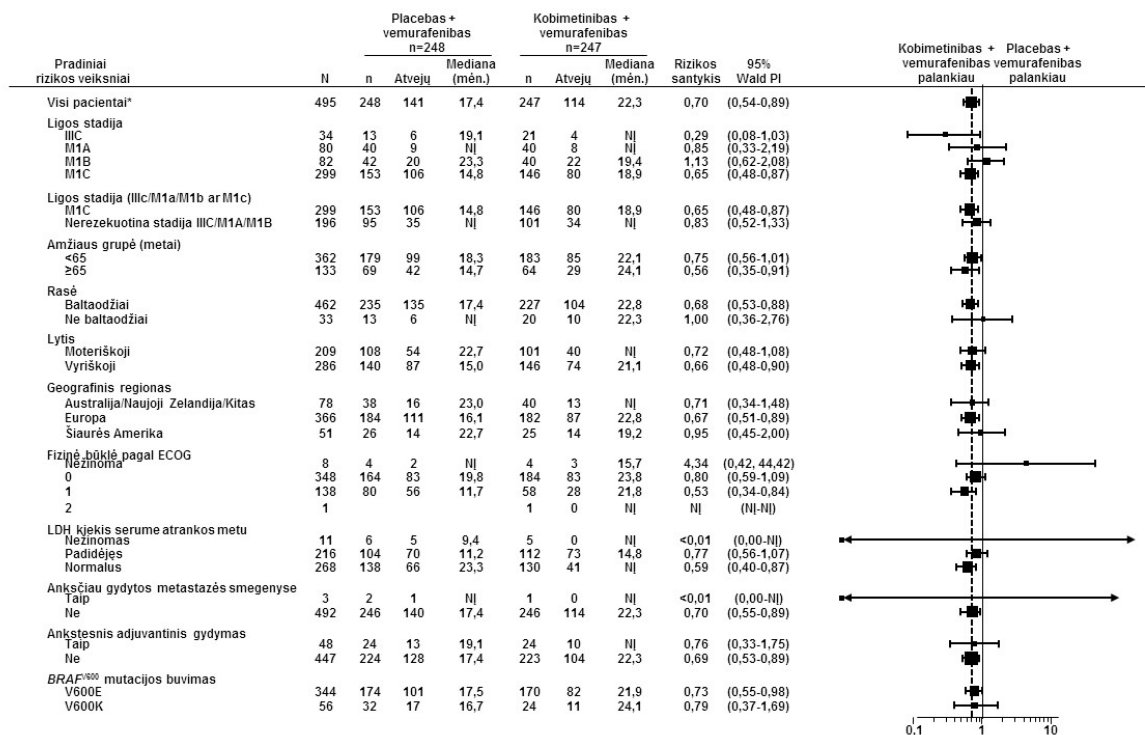 Placebas + vemurafenibas n=248 Kobimetinibas + vemurafenibas n=247
Pradiniai rizikos veiksniai N n Atvejų Mediana (mėn.) n Atvejų Mediana (mėn.) Rizikos santykis 95% Wald PI Kobimetinibas + vemurafenibas palankiau Placebas + vemurafenibas palankiau
Visi pacientai* 495 248 141 17,4 247 114 22,3 0,70 (0,54-0,89)
Ligos stadija
IIIC 34 13 6 19,1 21 4 NĮ 0,29 (0,08-1,03)
M1A 80 40 9 NĮ 40 8 NĮ 0,85 (0,33-2,19)
M1B 82 42 20 23,3 40 22 19,4 1,13 (0,62-2,08)
M1C 299 153 106 14,8 146 80 18,9 0,65 (0,48-0,87)
Ligos stadija (IIIc/M1a/M1b ar M1c)
M1C 299 153 106 14,8 146 80 18,9 0,65 (0,48-0,87)
Nerezekuotina stadija IIIC/M1A/M1B 196 95 35 NĮ 101 34 NĮ 0,83 (0,52-1,33)
Amžiaus grupė (metai)
<65 362 179 99 18,3 183 85 22,1 0,75 (0,56-1,01)
≥65 133 69 42 14,7 64 29 24,1 0,56 (0,35-0,91)
Rasė
Baltaodžiai 462 235 135 17,4 227 104 22,8 0,68 (0,53-0,88)
Ne baltaodžiai 33 13 6 NĮ 20 10 22,3 1,00 (0,36-2,76)
Lytis
Moteriškoji 209 108 54 22,7 101 40 NĮ 0,72 (0,48-1,08)
Vyriškoji 286 140 87 15,0 146 74 21,1 0,66 (0,48-0,90)
Geografinis regionas
Australija/Naujoji Zelandija/Kitas 78 38 16 23,0 40 13 NĮ 0,71 (0,34-1,48)
Europa 366 184 111 16,1 182 87 22,8 0,67 (0,51-0,89)
Šiaurės Amerika 51 26 14 22,7 25 14 19,2 0,95 (0,45-2,00)
Fizinė būklė pagal ECOG
Nežinoma 8 4 2 NĮ 4 3 15,7 4,34 (0,42, 44,42)
0 348 164 83 19,8 184 83 23,8 0,80 (0,59-1,09)
1 138 80 56 11,7 58 28 21,8 0,53 (0,34-0,84)
2 1 1 0 NĮ NĮ (NĮ-NĮ)
LDH kiekis serume atrankos metu
Nežinomas 11 6 5 9,4 5 0 NĮ <0,01 (0,00-NĮ)
Padidėjęs 216 104 70 11,2 112 73 14,8 0,77 (0,56-1,07)
Normalus 268 138 66 23,3 130 41 NĮ 0,59 (0,40-0,87)
Anksčiau gydytos metastazės smegenyse
Taip 3 2 1 NĮ 1 0 NĮ <0,01 (0,00-NĮ)
Ne 492 246 140 17,4 246 114 22,3 0,70 (0,55-0,89)
Ankstesnis adjuvantinis gydymas
Taip 48 24 13 19,1 24 10 NĮ 0,76 (0,33-1,75)
Ne 447 224 128 17,4 223 104 22,3 0,69 (0,53-0,89)
BRAFV600 mutacijos buvimas
V600E 344 174 101 17,5 170 82 21,9 0,73 (0,55-0,98)
V600K 56 32 17 16,7 24 11 24,1 0,79 (0,37-1,69)
0,1 1 10